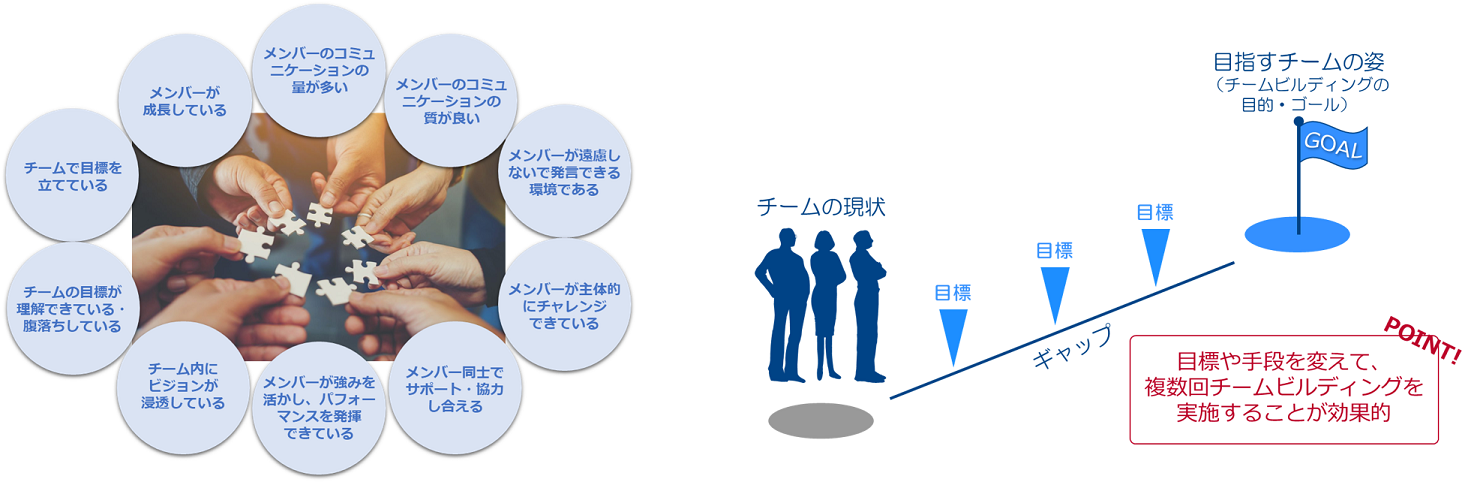 メンバーのコミュ
ニケーションの
量が多い
メンバーのコミュ
ニケーションの
質が良い
メンバーが遠慮し
ないで発言できる
環境である
メンバーが主体的
にチャレンジ
できている
メンバー同士で
サポート・協力
し合える
メンバーが強みを
活かし、パフォー
マンスを発揮
できている
チーム内に
ビジョンが
浸透している
チームの目標が
理解できている・
腹落ちしている
チームで目標を
立てている
メンバーが
成長している
チームの現状
目標
目標
目標
ギャップ
目指すチームの姿
（チームビルディングの
目的・ゴール）
GOAL
POINT!
目標や手段を変えて、
複数回チームビルディングを
実施することが効果的